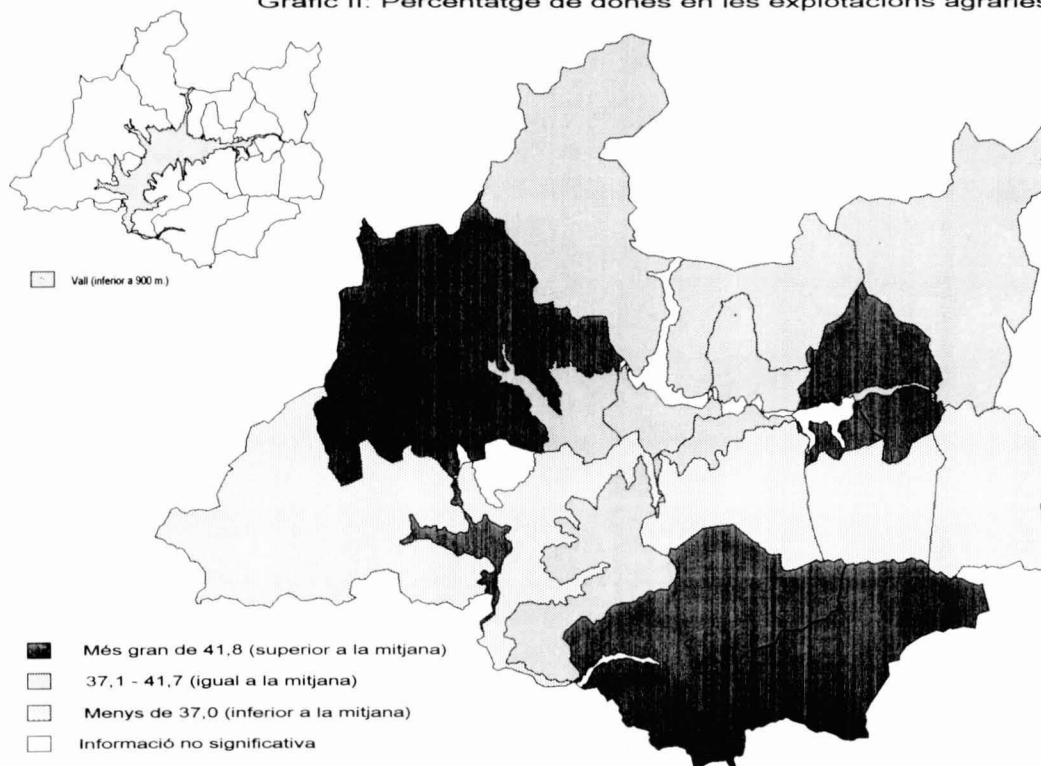 Gràfic II: Percentatge de dones en les explotacions agràries
Vall (inferior a 900 m.)
Més gran de 41,8 (superior a la mitjana)
37,1 - 41,7 (igual a la mitjana)
Menys de 37,0 (inferior a la mitjana)
Informació no significativa